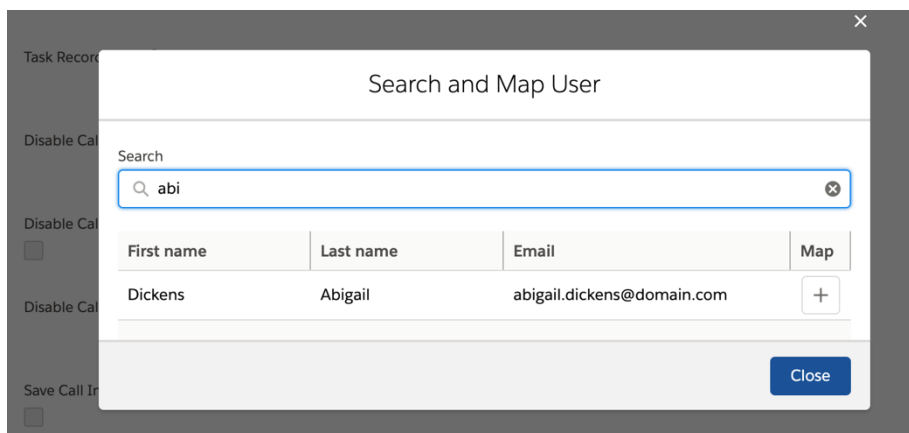 Task Record
Search and Map User
Disable Cal
Search
abi
Disable Cal
First name Last name Email Map
Dickens Abigail abigail.dickens@domain.com
Disable Cal
Close
Save Call In